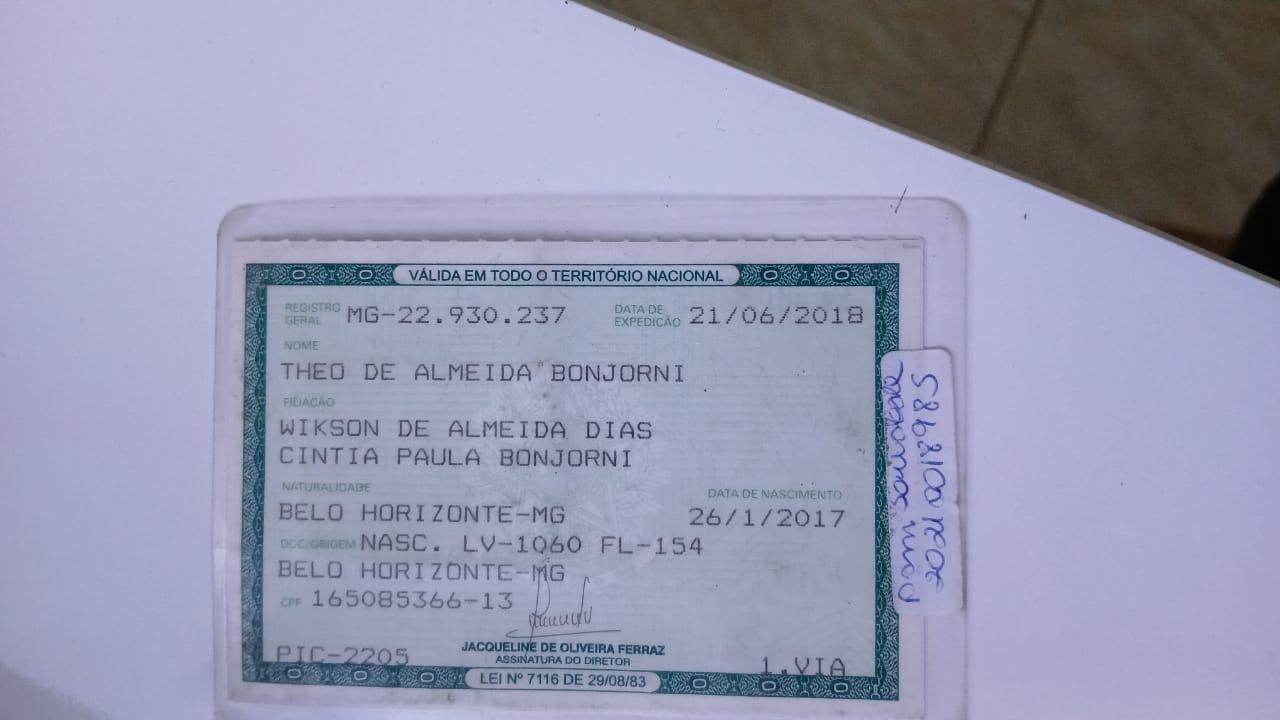 VÁLIDA EM TODO O TERRITÓRIO NACIONAL
REGISTRO GERAL MG-22.930.237 DATA DE EXPEDIÇÃO 21/06/2018
NOME
THEO DE ALMEIDA BONJORNI
FILIAÇÃO
WIKSON DE ALMEIDA DIAS
CINTIA PAULA BONJORNI
NATURALIDADE DATA DE NASCIMENTO
BELO HORIZONTE-MG 26/1/2017
DOC ORIGEM NASC. LV-1060 FL-154
BELO HORIZONTE-MG
CPF 165085366-13
PIC-2205
JACQUELINE DE OLIVEIRA FERRAZ
ASSINATURA DO DIRETOR
1.VIA
LEI Nº 7116 DE 29/08/83